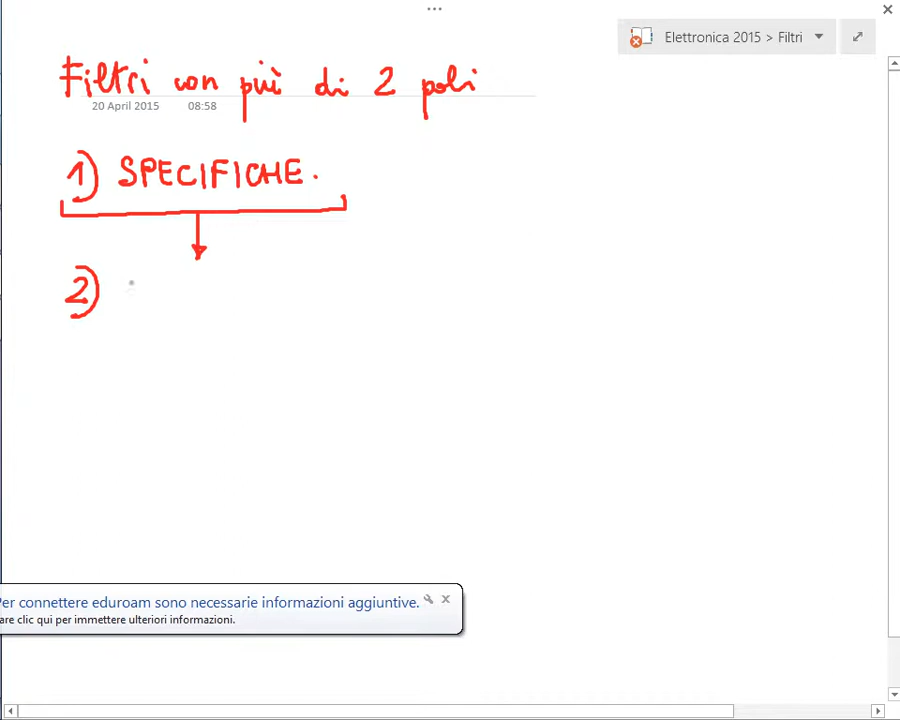 ...
Elettronica 2015 > Filtri
Filtri con più di 2 poli
20 April 2015 08:58
1) SPECIFICHE.
2)
Per connettere eduroam sono necessarie informazioni aggiuntive.
are clic qui per immettere ulteriori informazioni.